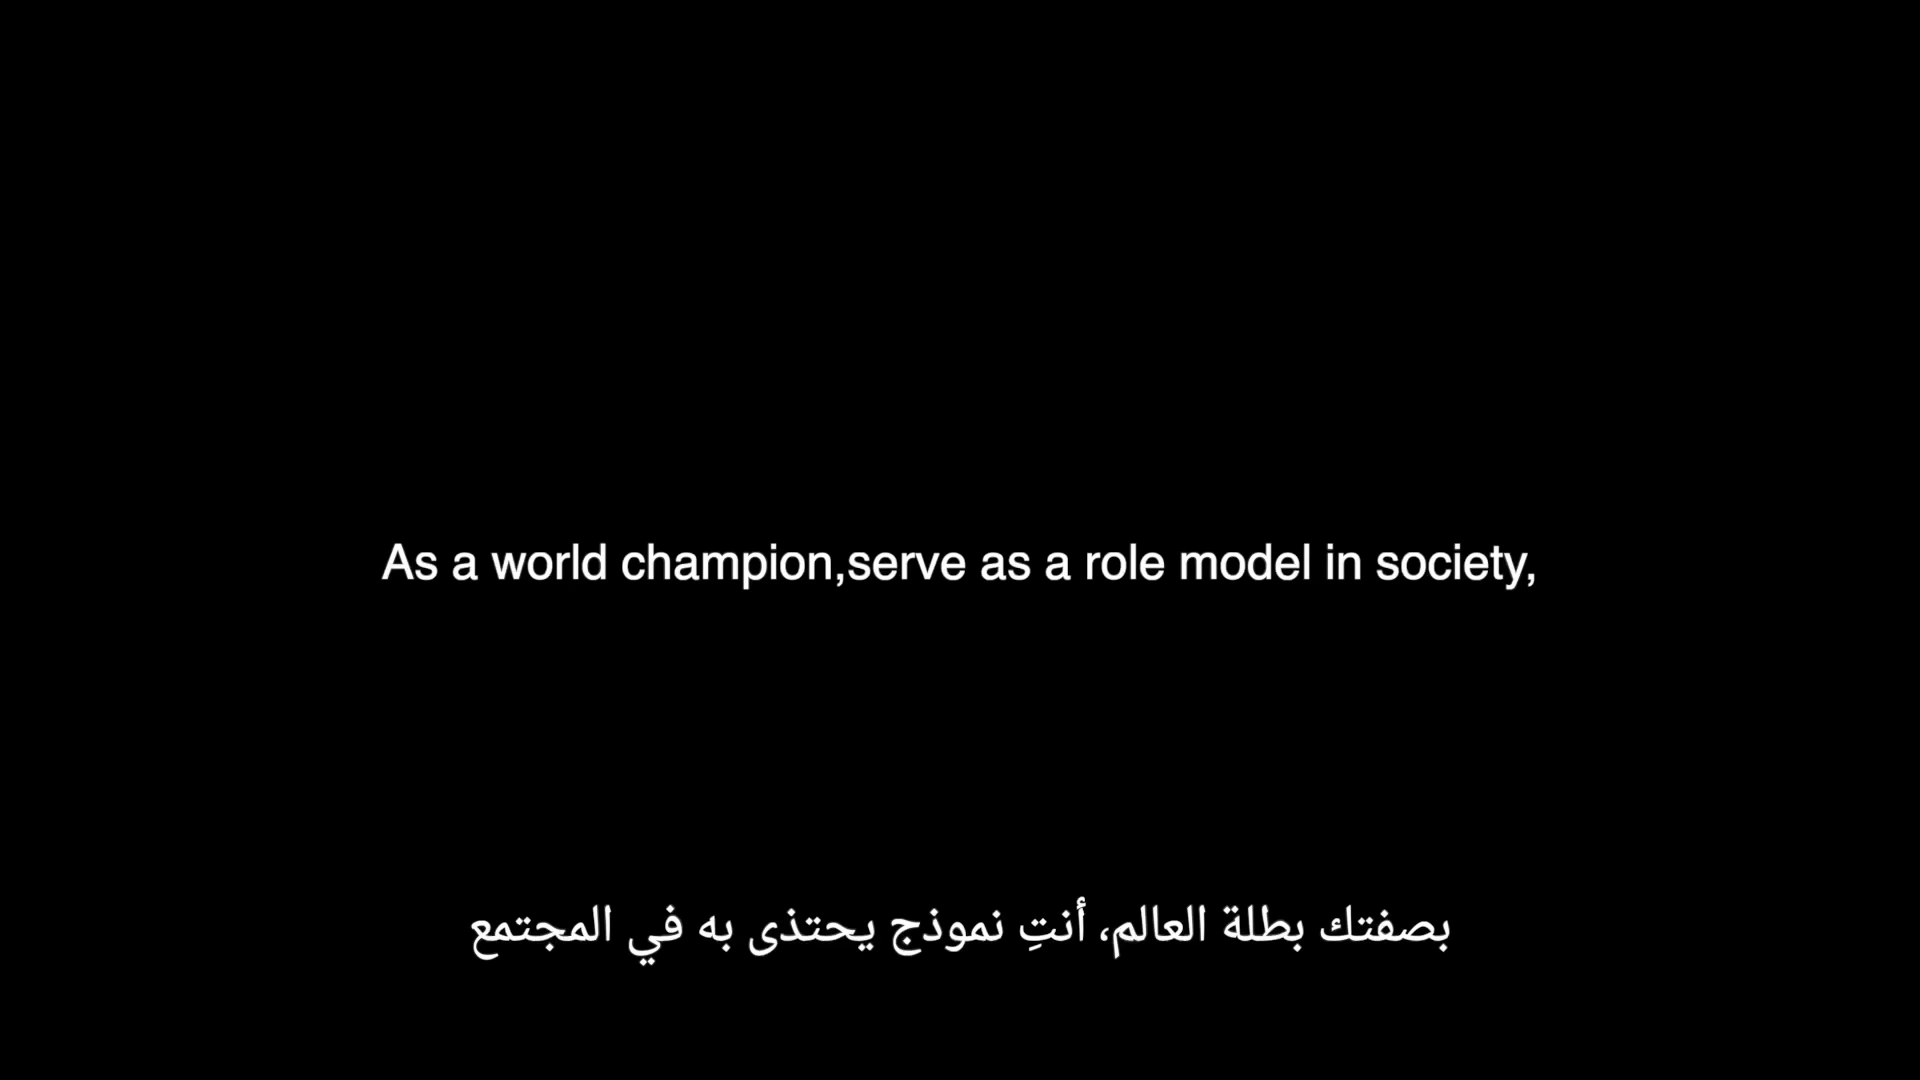 As a world champion,serve as a role model in society,
بصفتك بطلة العالم، أنتِ نموذج يحتذى به في المجتمع